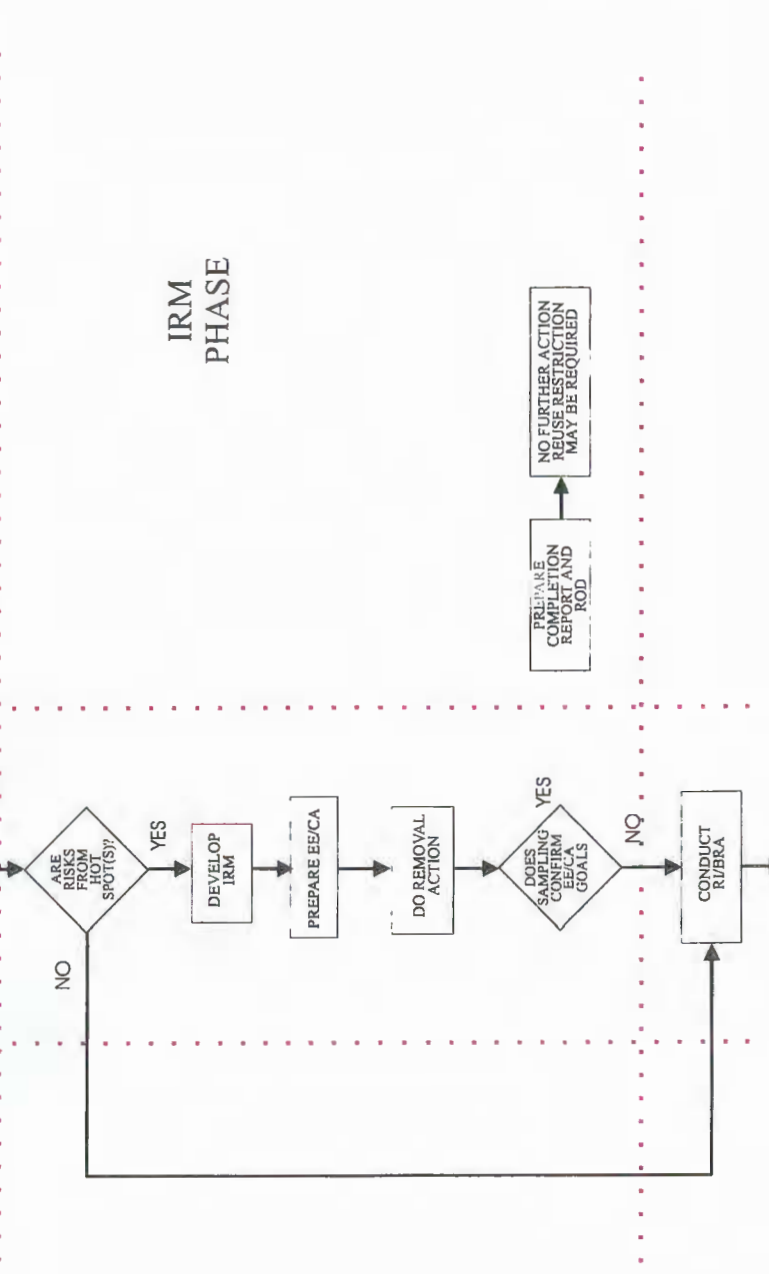 IRM
PHASE
ARE
RISKS
FROM
HOT
SPOT(S)?
NO
YES
DEVELOP
IRM
PREPARE EE/CA
DO REMOVAL
ACTION
DOES
SAMPLING
CONFIRM
EE/CA
GOALS
YES
NO
PREPARE
COMPLETION
REPORT AND
ROD
NO FURTHER ACTION
REUSE RESTRICTION
MAY BE REQUIRED
CONDUCT
RI/BRA